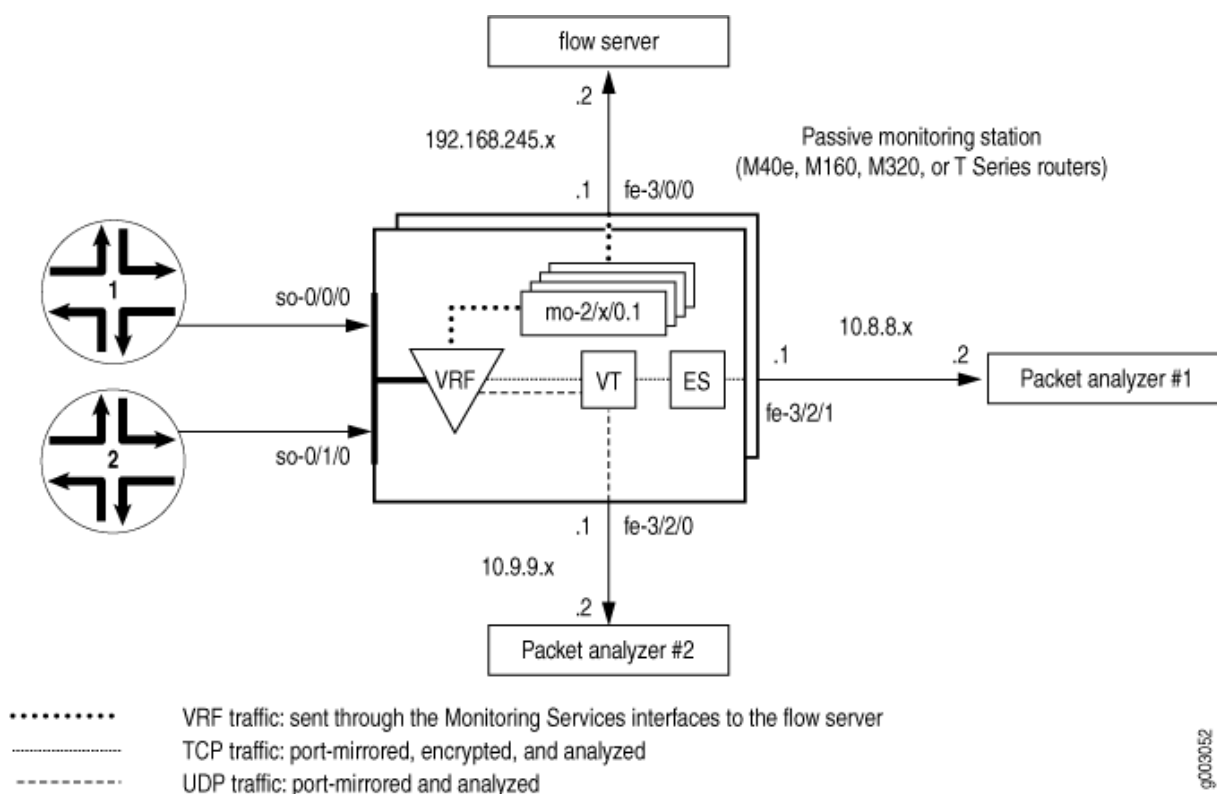 flow server
.2
192.168.245.x
Passive monitoring station
(M40e, M160, M320, or T Series routers)
.1
fe-3/0/0
1
so-0/0/0
mo-2/x/0.1
10.8.8.x
VRF
VT
ES
.1
.2
Packet analyzer #1
fe-3/2/1
2
so-0/1/0
.1
fe-3/2/0
10.9.9.x
.2
Packet analyzer #2
VRF traffic: sent through the Monitoring Services interfaces to the flow server
TCP traffic: port-mirrored, encrypted, and analyzed
UDP traffic: port-mirrored and analyzed
g003052